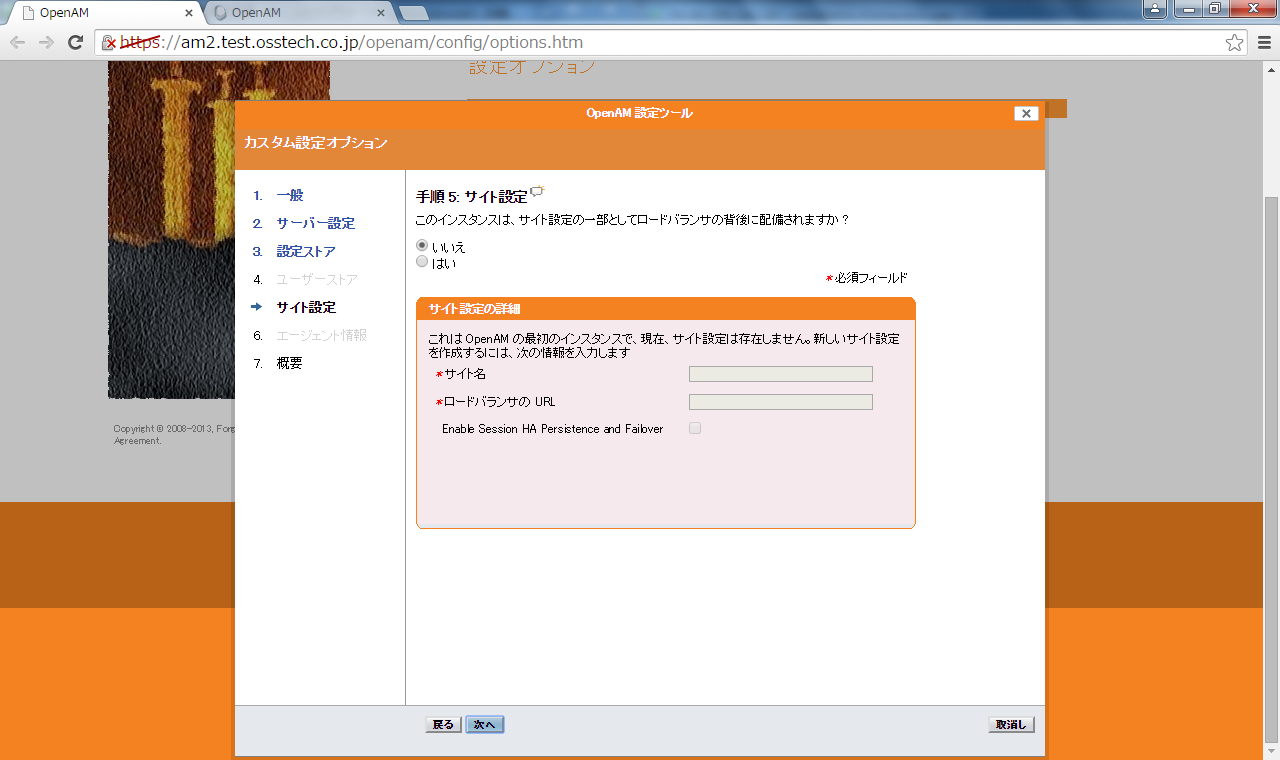 OpenAM
OpenAM
https://am2.test.osstech.co.jp/openam/config/options.htm
設定オプション
OpenAM 設定ツール
カスタム設定オプション
1. 一般
2. サーバー設定
3. 設定ストア
4. ユーザーストア
サイト設定
6. エージェント情報
7. 概要
手順 5: サイト設定
このインスタンスは、サイト設定の一部としてロードバランサの背後に配備されますか ?
いいえ
はい
*必須フィールド
サイト設定の詳細
これは OpenAM の最初のインスタンスで、現在、サイト設定は存在しません。新しいサイト設定
を作成するには、次の情報を入力します
*サイト名
*ロードバランサの URL
Enable Session HA Persistence and Failover
Copyright © 2008-2013, Forg
Agreement.
戻る
次へ
取消し